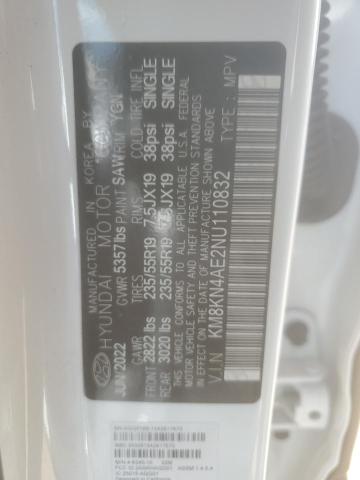 MANUFACTURED IN KOREA BY
HYUNDAI MOTOR COMPANY
JUN/2022 GVWR 5357lbs PAINT SAW TRIM YGN
GAWR TIRES RIMS COLD TIRE INFL.
FRONT 2822 lbs 235/55R19 7.5JX19 38psi SINGLE
REAR 3020 lbs 235/55R19 7.5JX19 38psi SINGLE
THIS VEHICLE CONFORMS TO ALL APPLICABLE U.S.A. FEDERAL
MOTOR VEHICLE SAFETY AND THEFT PREVENTION STANDARDS
IN EFFECT ON THE DATE OF MANUFACTURE SHOWN ABOVE.
V.I.N : KM8KN4AE2NU110832 TYPE : MPV